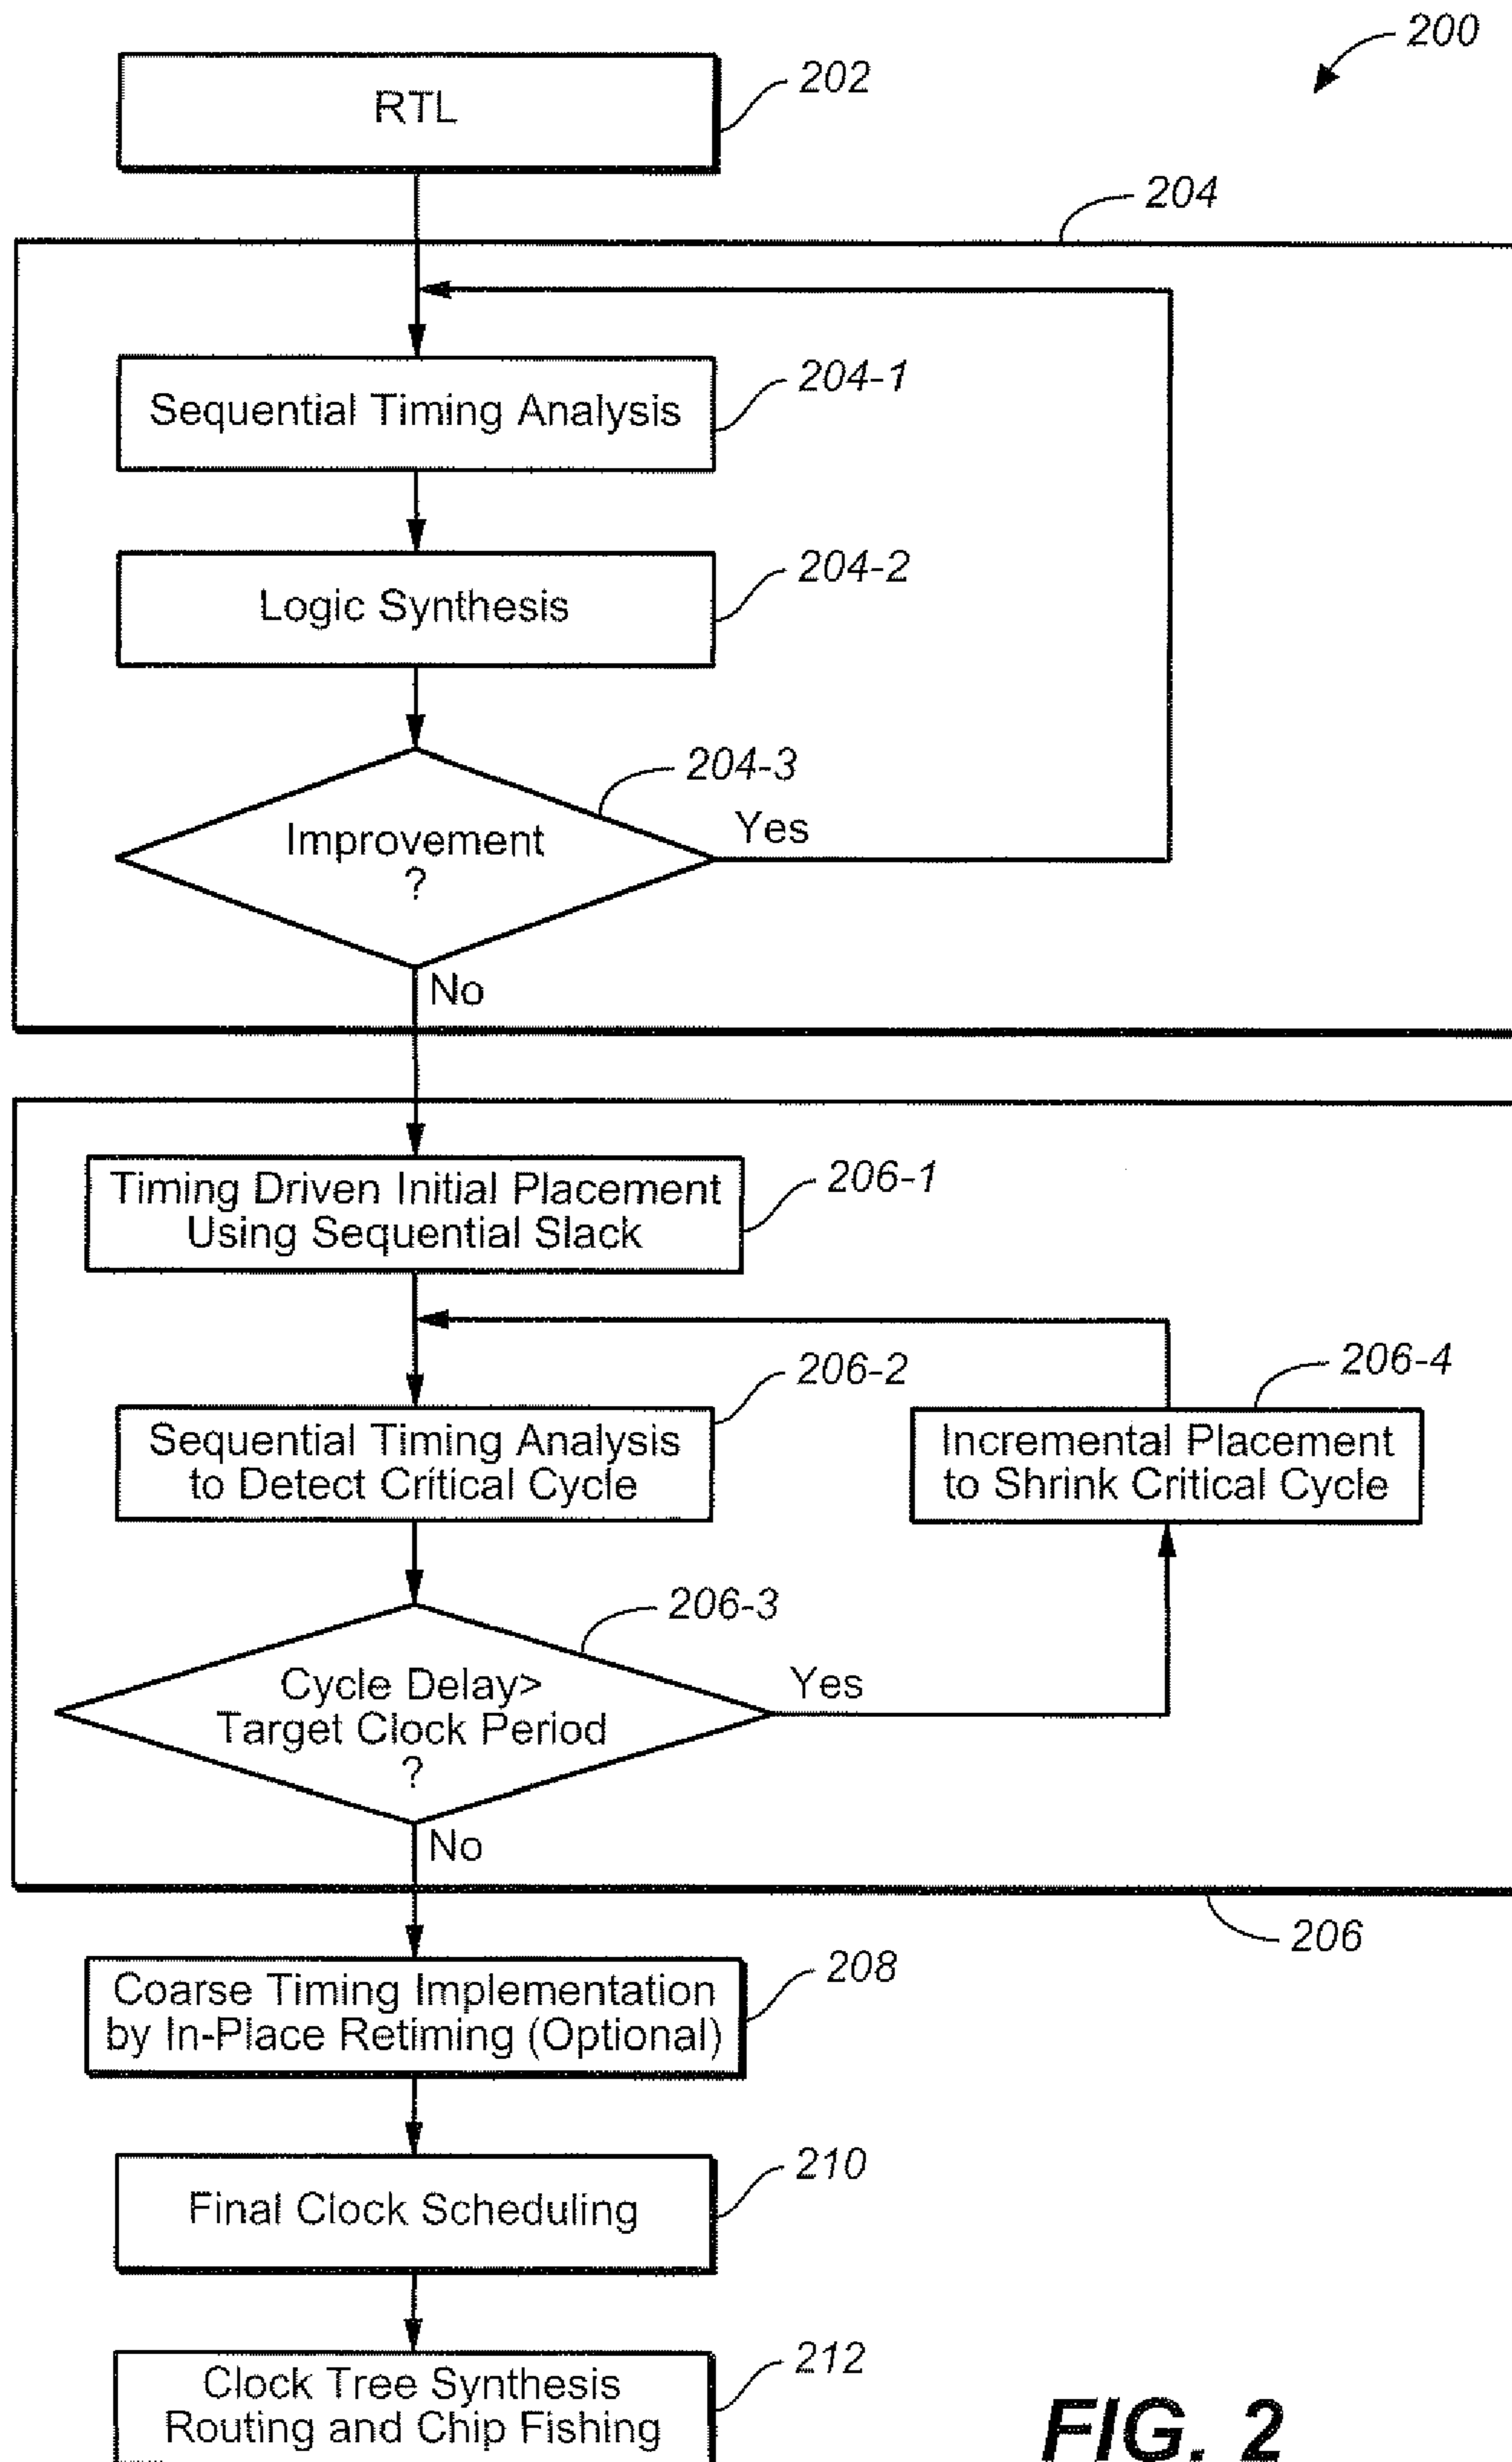 200
RTL
202
204
Sequential Timing Analysis
204-1
Logic Synthesis
204-2
204-3
Improvement
?
Yes
No
Timing Driven Initial Placement
Using Sequential Slack
206-1
206-2
Sequential Timing Analysis
to Detect Critical Cycle
206-4
Incremental Placement
to Shrink Critical Cycle
206-3
Cycle Delay>
Target Clock Period
?
Yes
No
206
Coarse Timing Implementation
by In-Place Retiming (Optional)
208
Final Clock Scheduling
210
Clock Tree Synthesis
Routing and Chip Fishing
212
FIG. 2